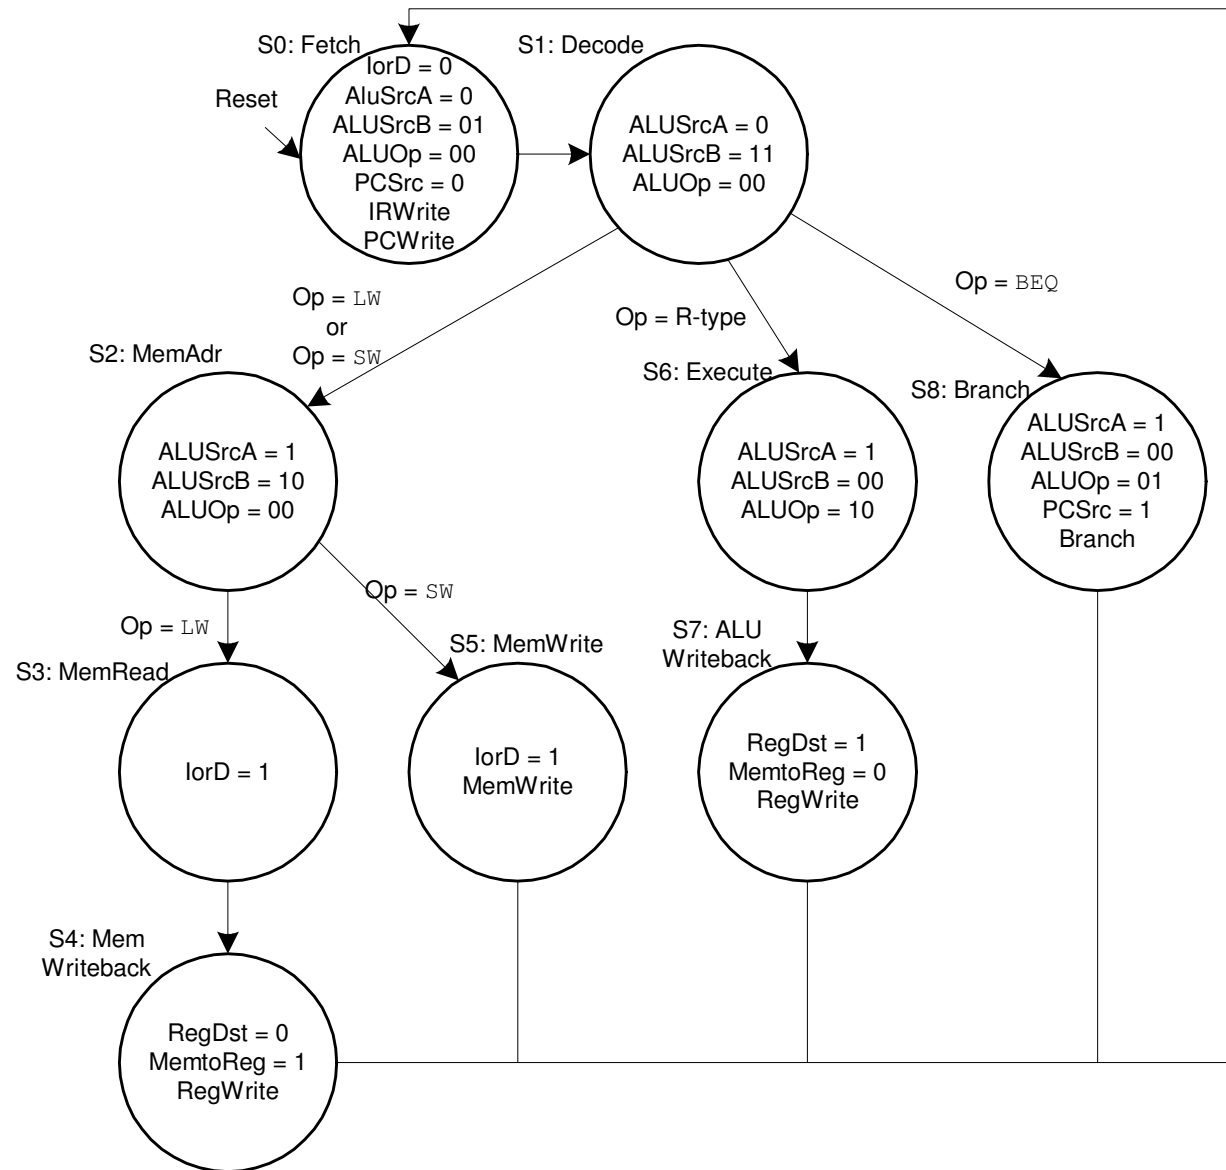 S0: Fetch
S1: Decode
Reset
IorD = 0
AluSrcA = 0
ALUSrcB = 01
ALUOp = 00
PCSrc = 0
IRWrite
PCWrite
ALUSrcA = 0
ALUSrcB = 11
ALUOp = 00
Op = LW
or
Op = SW
Op = R-type
Op = BEQ
S2: MemAdr
S6: Execute
S8: Branch
ALUSrcA = 1
ALUSrcB = 10
ALUOp = 00
ALUSrcA = 1
ALUSrcB = 00
ALUOp = 10
ALUSrcA = 1
ALUSrcB = 00
ALUOp = 01
PCSrc = 1
Branch
Op = LW
Op = SW
S3: MemRead
S5: MemWrite
S7: ALU
Writeback
IorD = 1
IorD = 1
MemWrite
RegDst = 1
MemtoReg = 0
RegWrite
S4: Mem
Writeback
RegDst = 0
MemtoReg = 1
RegWrite